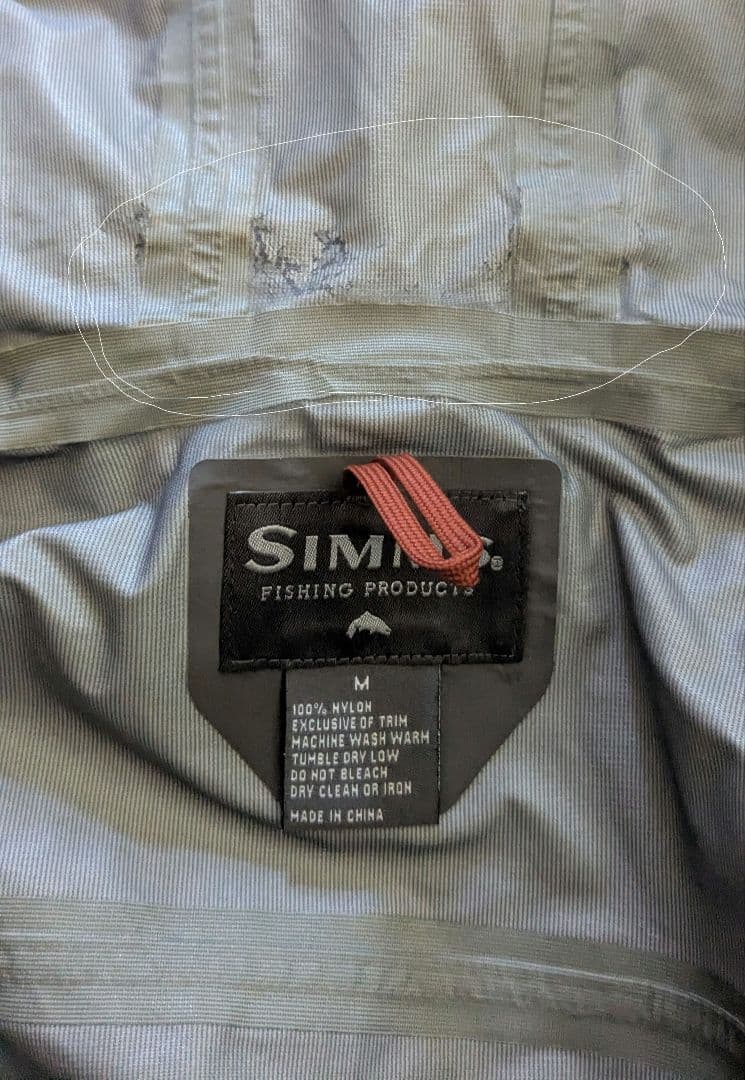 SIMMS®
FISHING PRODUCTS
M
100% NYLON
EXCLUSIVE OF TRIM
MACHINE WASH WARM
TUMBLE DRY LOW
DO NOT BLEACH
DRY CLEAN OR IRON
MADE IN CHINA